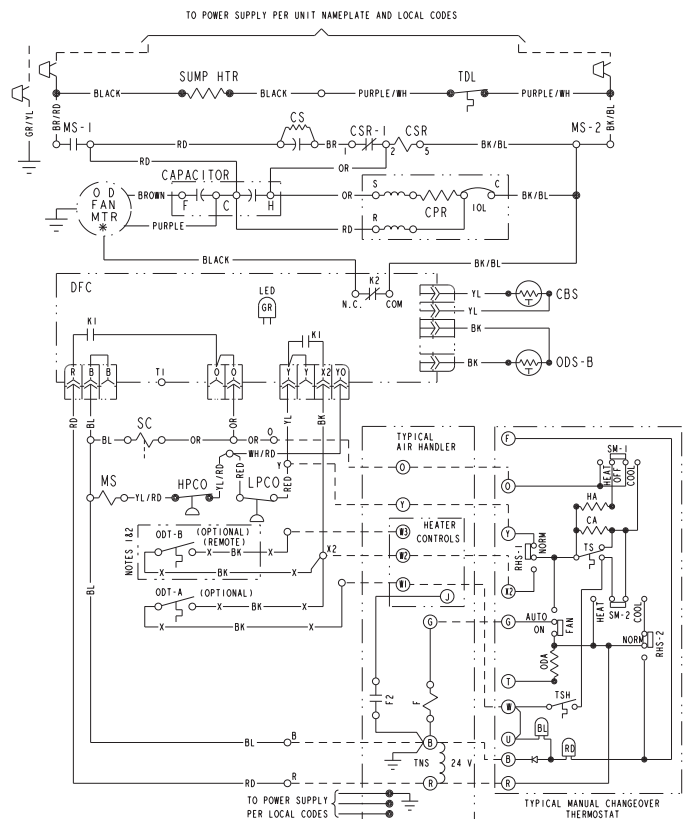 TO POWER SUPPLY PER UNIT NAMEPLATE AND LOCAL CODES
SUMP HTR
TDL
BLACK
BLACK
PURPLE/WH
PURPLE/WH
GR/YL
BR/RD
BK/BL
MS-1
CS
CSR-1
CSR
MS-2
RD
BR
1
2
5
BK/BL
RD
OR
CAPACITOR
O D
FAN
MTR
*
BROWN
F
C
H
OR
S
C
BK/BL
CPR
IOL
PURPLE
RD
R
BLACK
BK/BL
DFC
LED
GR
K2
N.C.
COM
YL
CBS
YL
BK
BK
ODS-B
K1
K1
R
B
B
T1
O
O
Y
Y
X2
YO
RD
BL
OR
YL
BK
SC
BL
OR
OR
O
WH/RD
Y
MS
YL/RD
HPCO
YL/RD
RED
LPCO
RED
NOTES 1&2
ODT-B
(OPTIONAL)
(REMOTE)
X
BK
X
X
BK
X
X2
ODT-A
(OPTIONAL)
X
BK
X
X
BK
X
BL
BL
B
RD
R
TYPICAL
AIR HANDLER
O
Y
W3
HEATER
CONTROLS
W2
W1
J
G
F2
F
B
TNS
24 V
R
TO POWER SUPPLY
PER LOCAL CODES
F
SM-1
O
HEAT
OFF
COOL
HA
CA
Y
RHS-1
NORM
TS
X2
G
AUTO
ON
FAN
HEAT
SM-2
COOL
NORM
RHS-2
ODA
T
TSH
W
U
BL
B
RD
R
TYPICAL MANUAL CHANGEOVER
THERMOSTAT